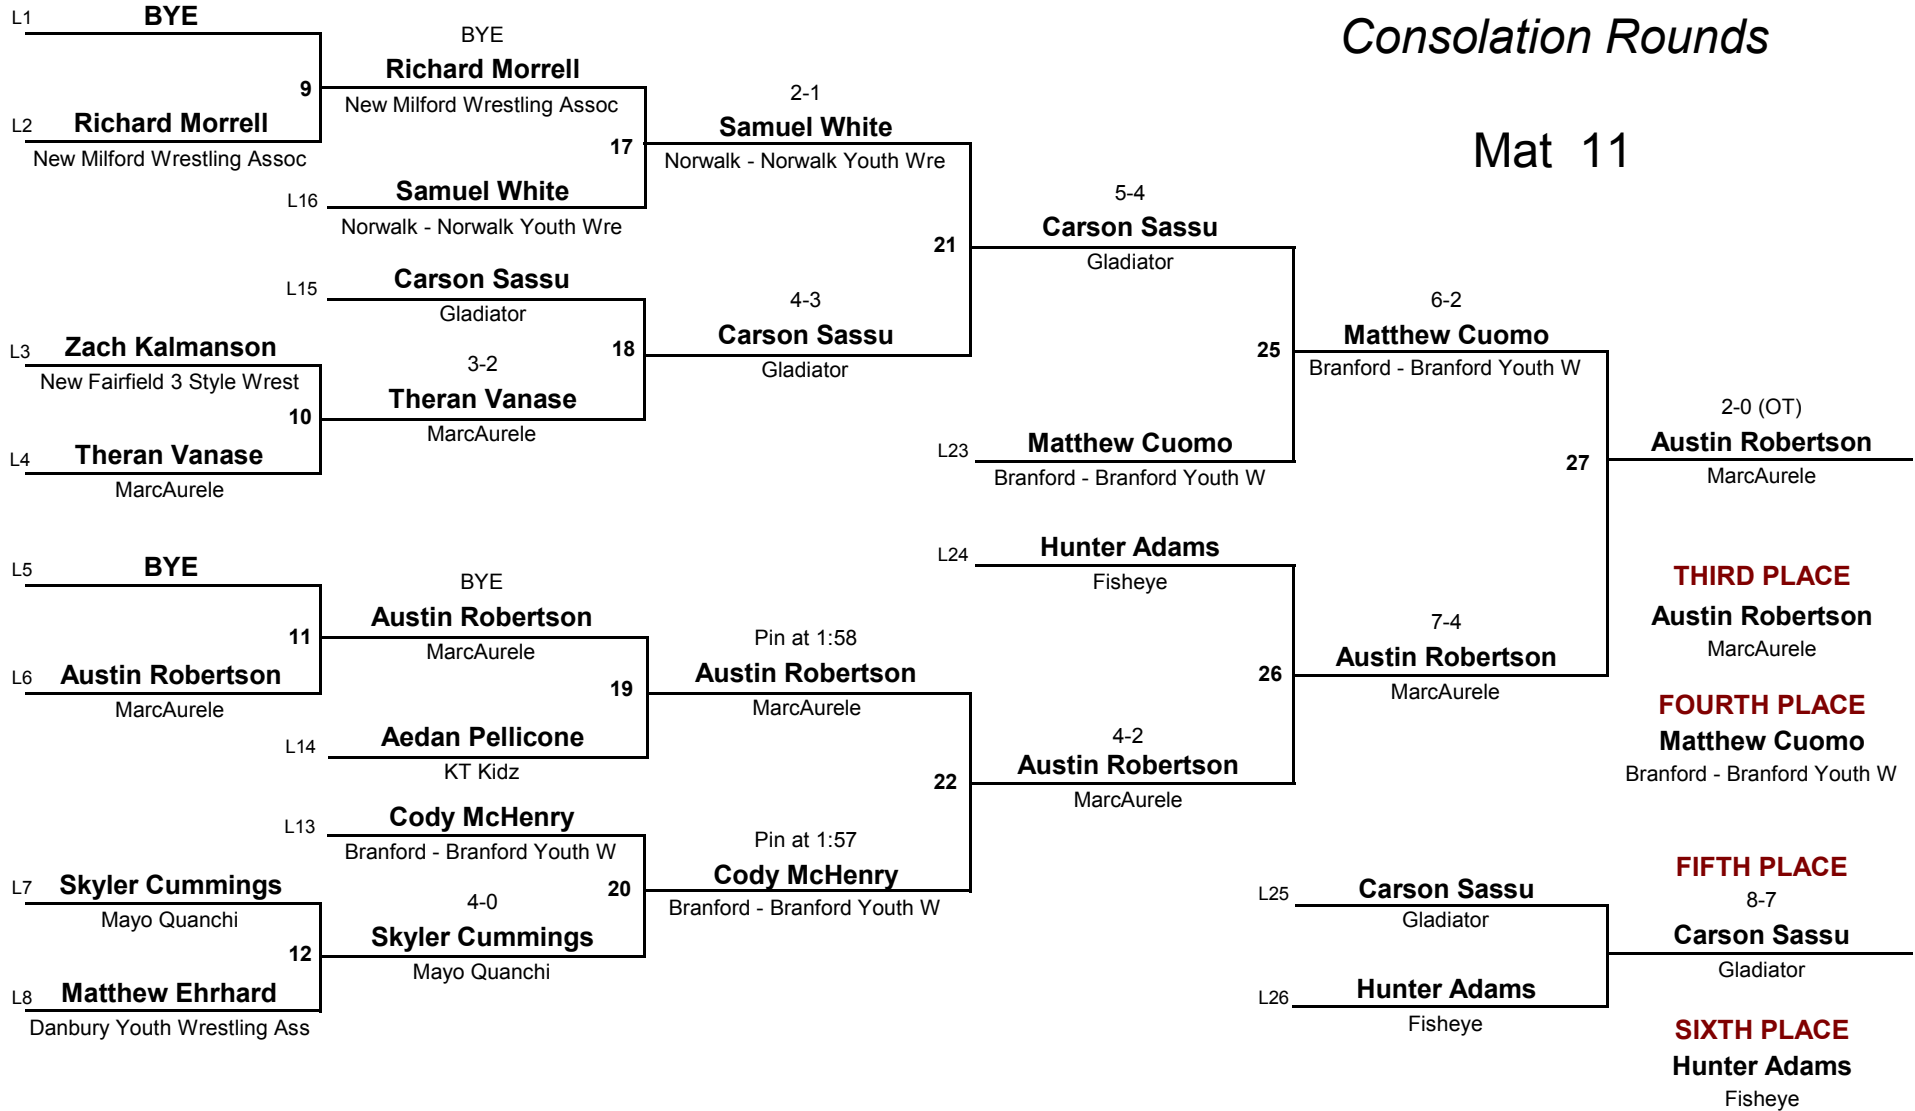 Consolation Rounds
Mat 11
L1 BYE
9
L2 Richard Morrell
New Milford Wrestling Assoc
BYE
Richard Morrell
New Milford Wrestling Assoc
17
L16 Samuel White
Norwalk - Norwalk Youth Wre
2-1
Samuel White
Norwalk - Norwalk Youth Wre
21
L15 Carson Sassu
Gladiator
18
L3 Zach Kalmanson
New Fairfield 3 Style Wrest
10
L4 Theran Vanase
MarcAurele
3-2
Theran Vanase
MarcAurele
4-3
Carson Sassu
Gladiator
5-4
Carson Sassu
Gladiator
25
L23 Matthew Cuomo
Branford - Branford Youth W
6-2
Matthew Cuomo
Branford - Branford Youth W
27
2-0 (OT)
Austin Robertson
MarcAurele
L5 BYE
11
L6 Austin Robertson
MarcAurele
BYE
Austin Robertson
MarcAurele
19
L14 Aedan Pellicone
KT Kidz
Pin at 1:58
Austin Robertson
MarcAurele
22
L13 Cody McHenry
Branford - Branford Youth W
20
L7 Skyler Cummings
Mayo Quanchi
12
L8 Matthew Ehrhard
Danbury Youth Wrestling Ass
4-0
Skyler Cummings
Mayo Quanchi
Pin at 1:57
Cody McHenry
Branford - Branford Youth W
L24 Hunter Adams
Fisheye
26
4-2
Austin Robertson
MarcAurele
7-4
Austin Robertson
MarcAurele
THIRD PLACE
Austin Robertson
MarcAurele
FOURTH PLACE
Matthew Cuomo
Branford - Branford Youth W
L25 Carson Sassu
Gladiator
L26 Hunter Adams
Fisheye
FIFTH PLACE
8-7
Carson Sassu
Gladiator
SIXTH PLACE
Hunter Adams
Fisheye